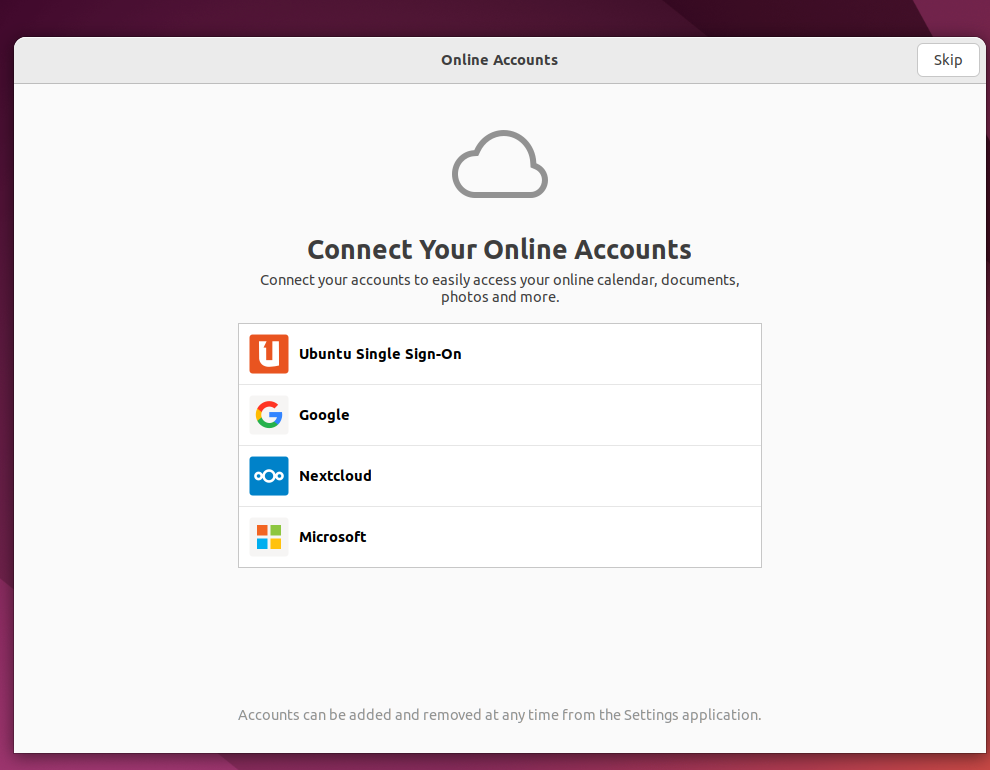 Online Accounts
Skip
Connect Your Online Accounts
Connect your accounts to easily access your online calendar, documents,
photos and more.
Ubuntu Single Sign-On
Google
Nextcloud
Microsoft
Accounts can be added and removed at any time from the Settings application.